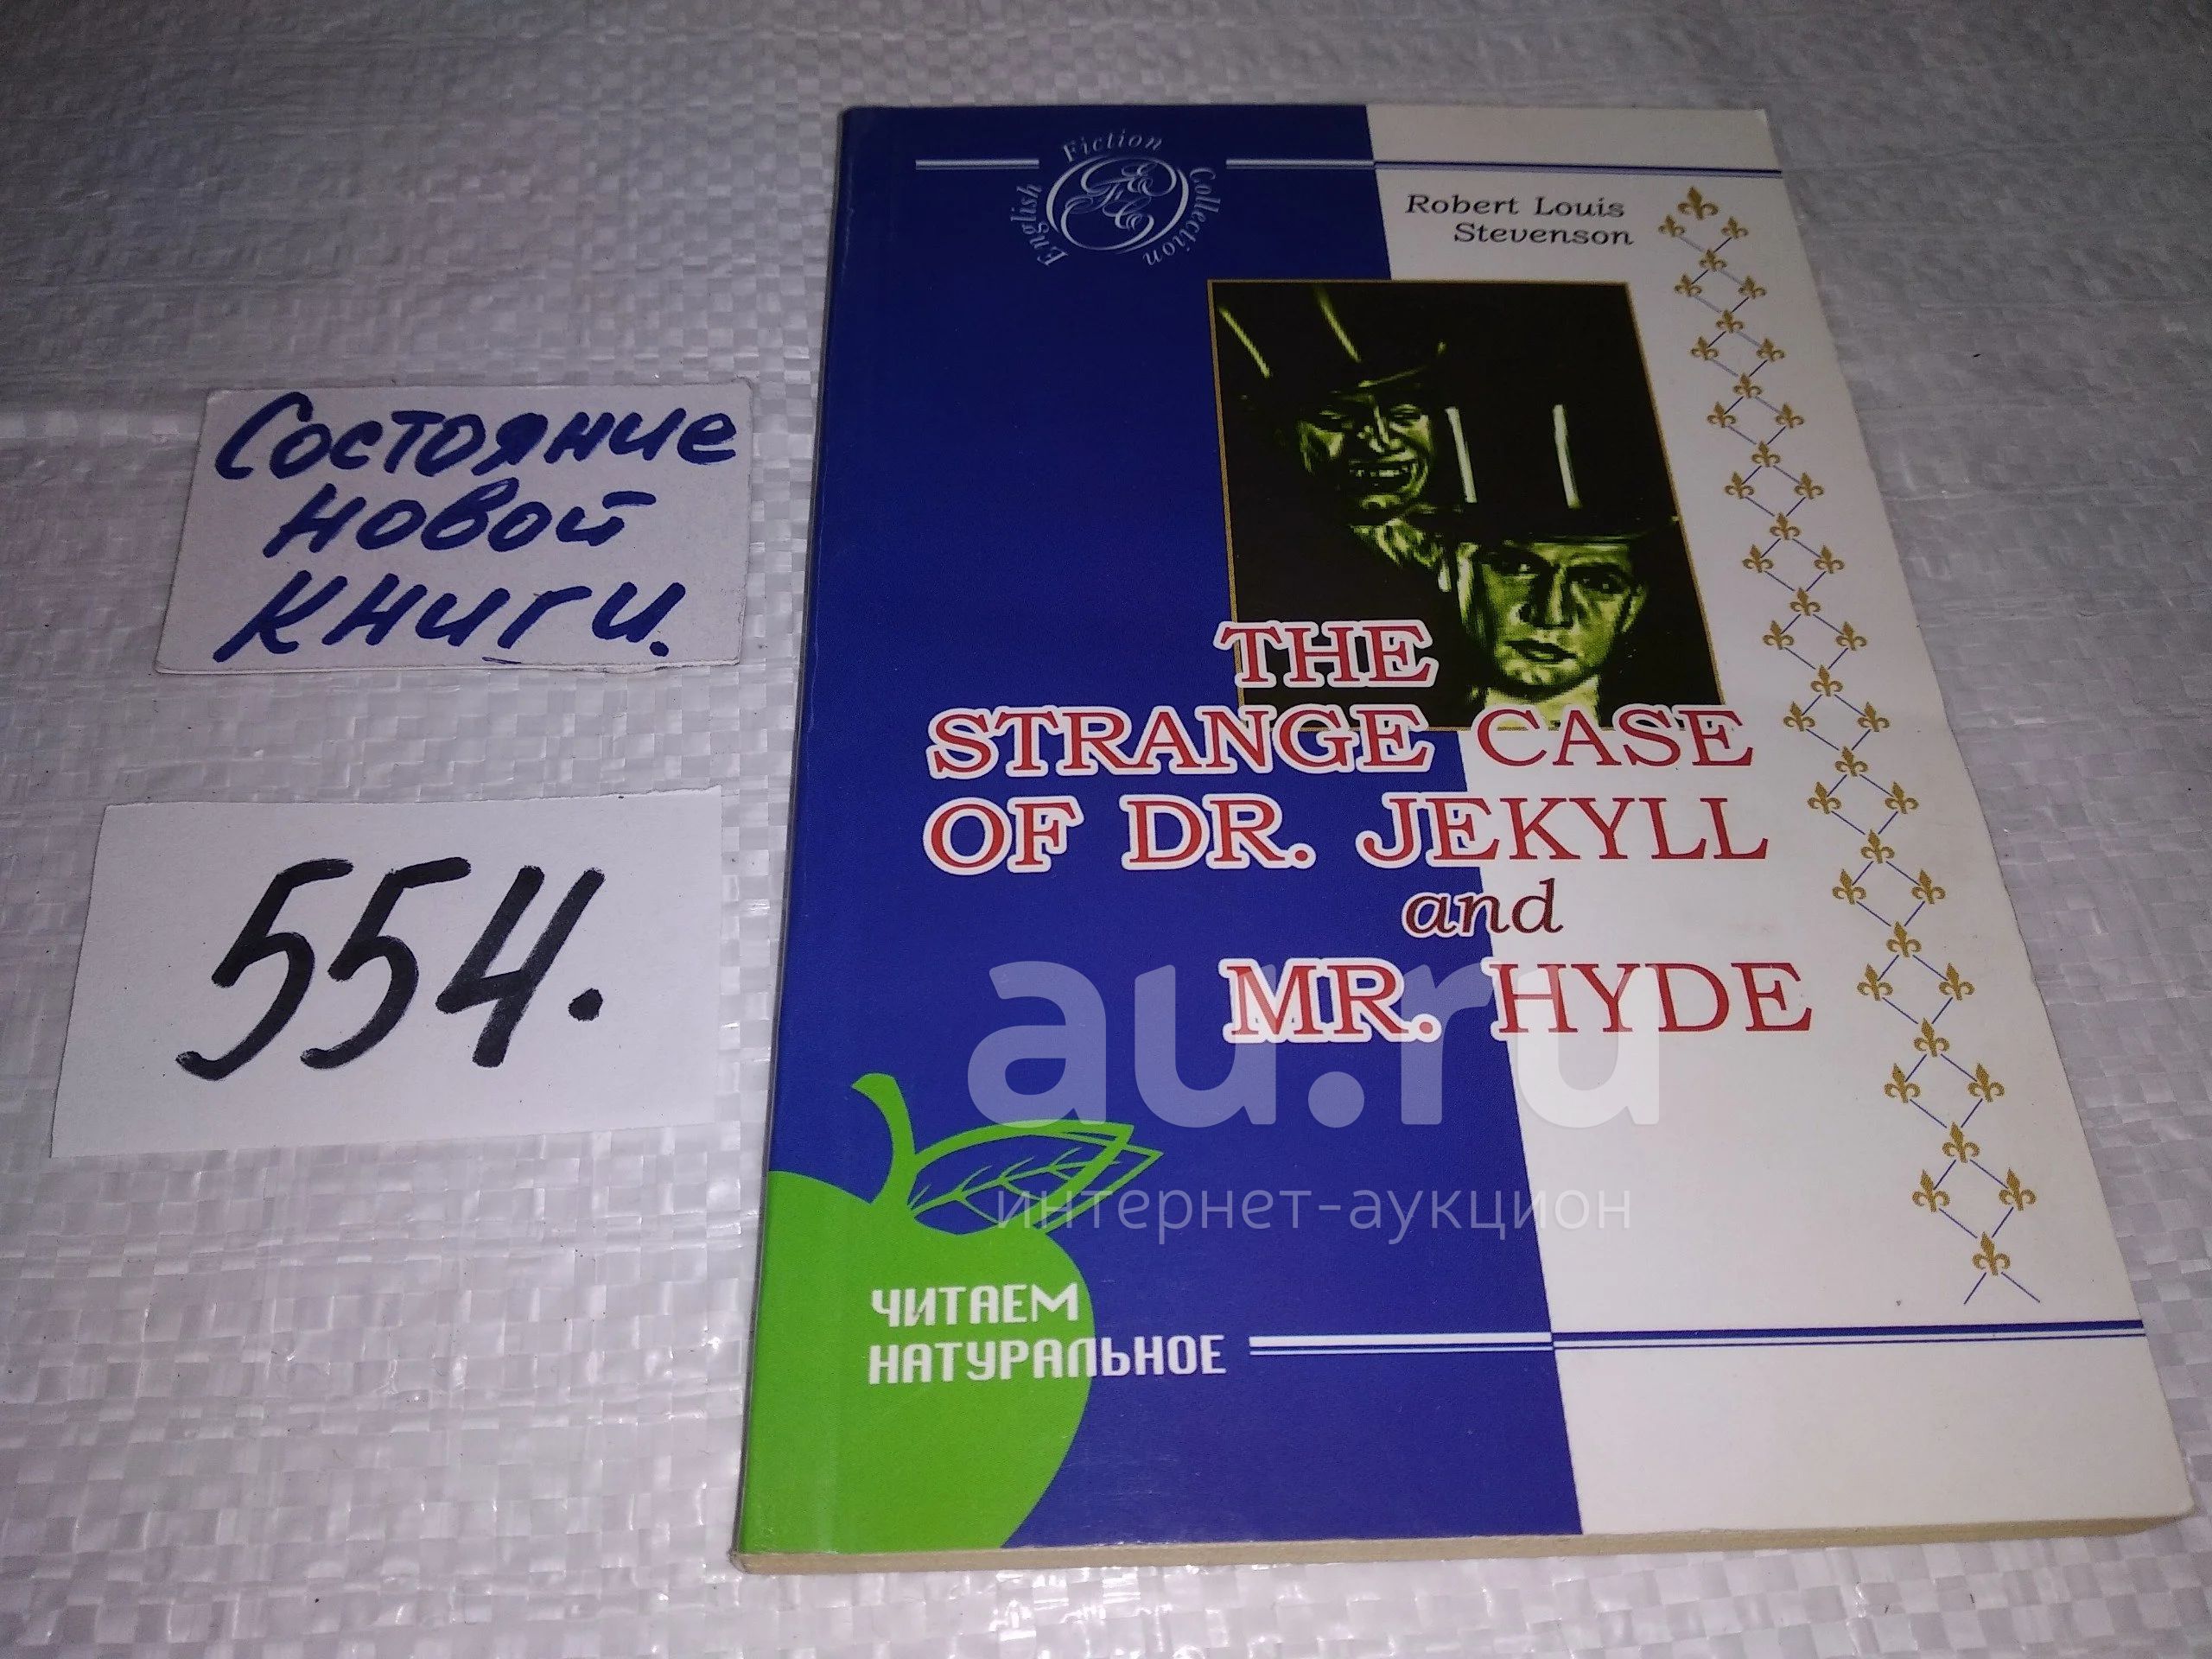 English Fiction Collection
Robert Louis
Stevenson
Состояние
новой
книги.
THE
STRANGE CASE
OF DR. JEKYLL
and
MR. HYDE
554.
au.ru
интернет-аукцион
ЧИТАЕМ
НАТУРАЛЬНОЕ